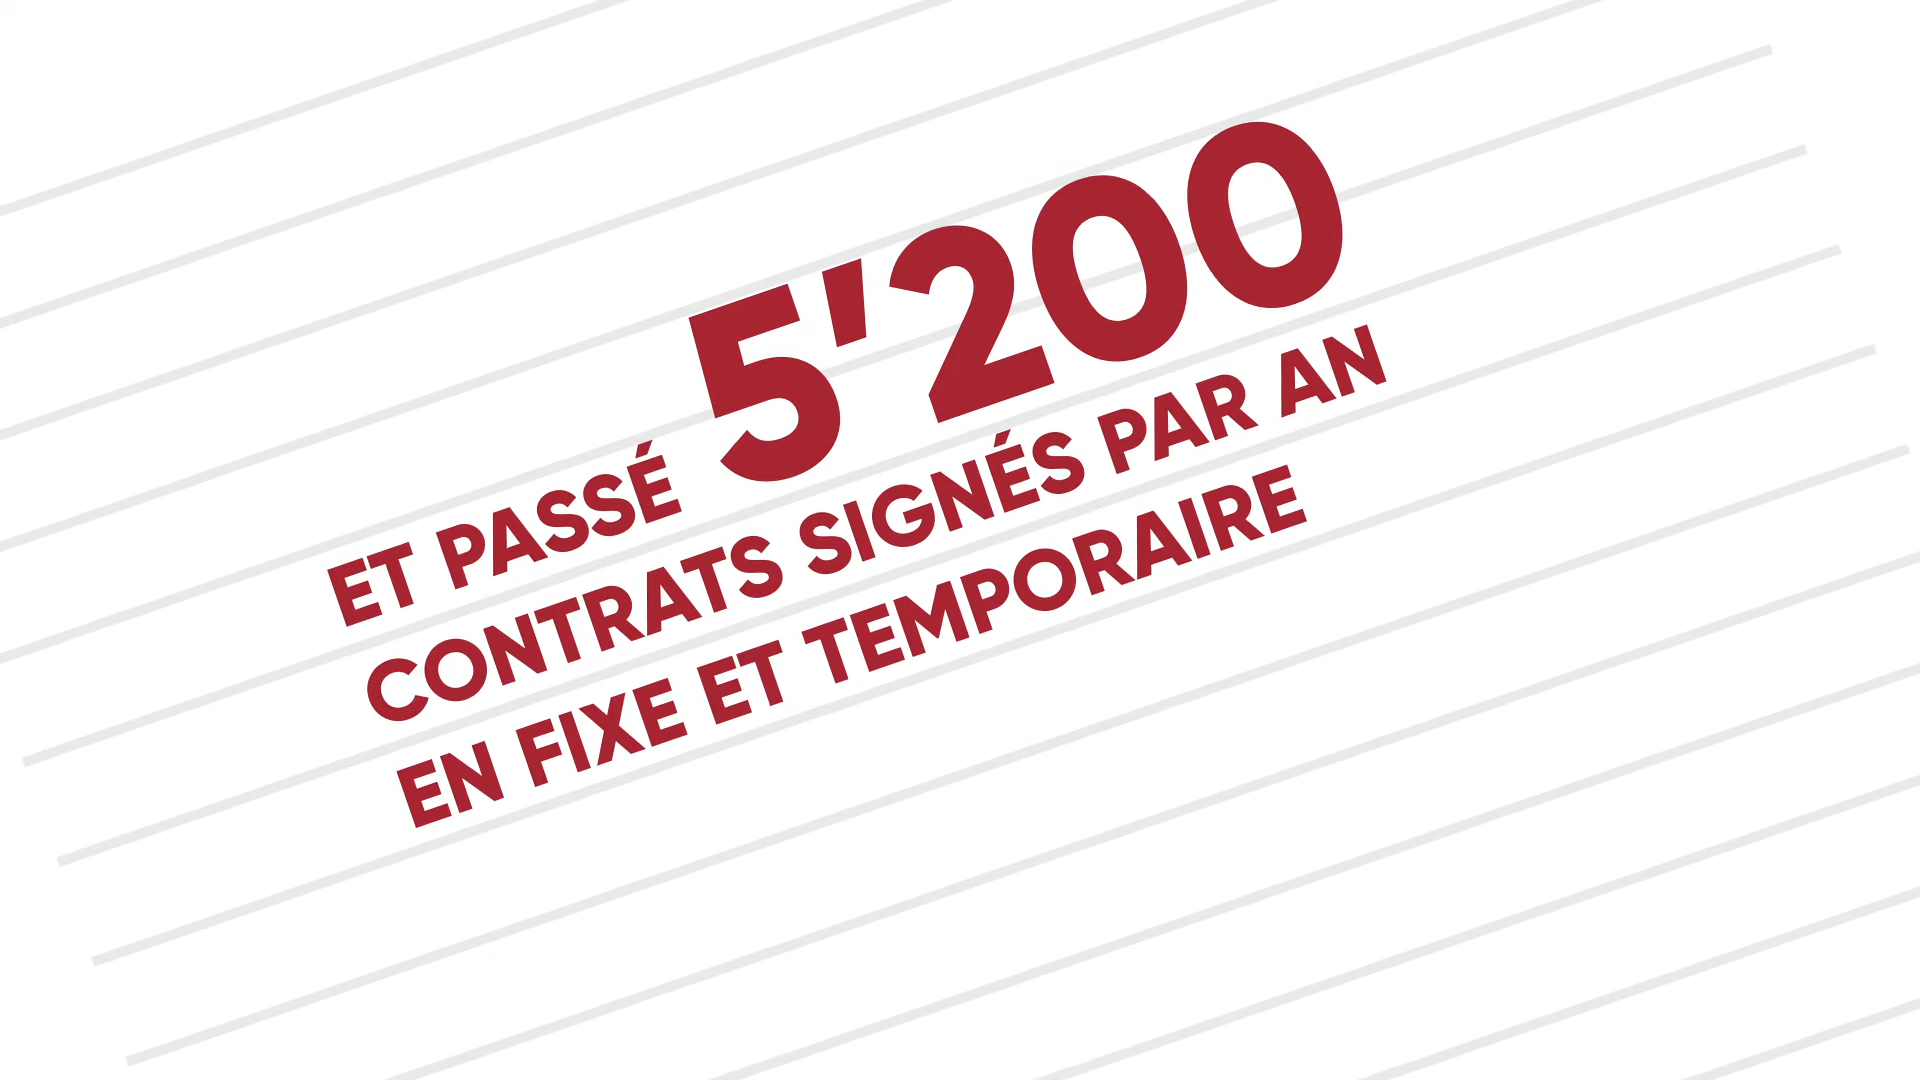 ET PASSÉ 5'200
CONTRATS SIGNÉS PAR AN
EN FIXE ET TEMPORAIRE